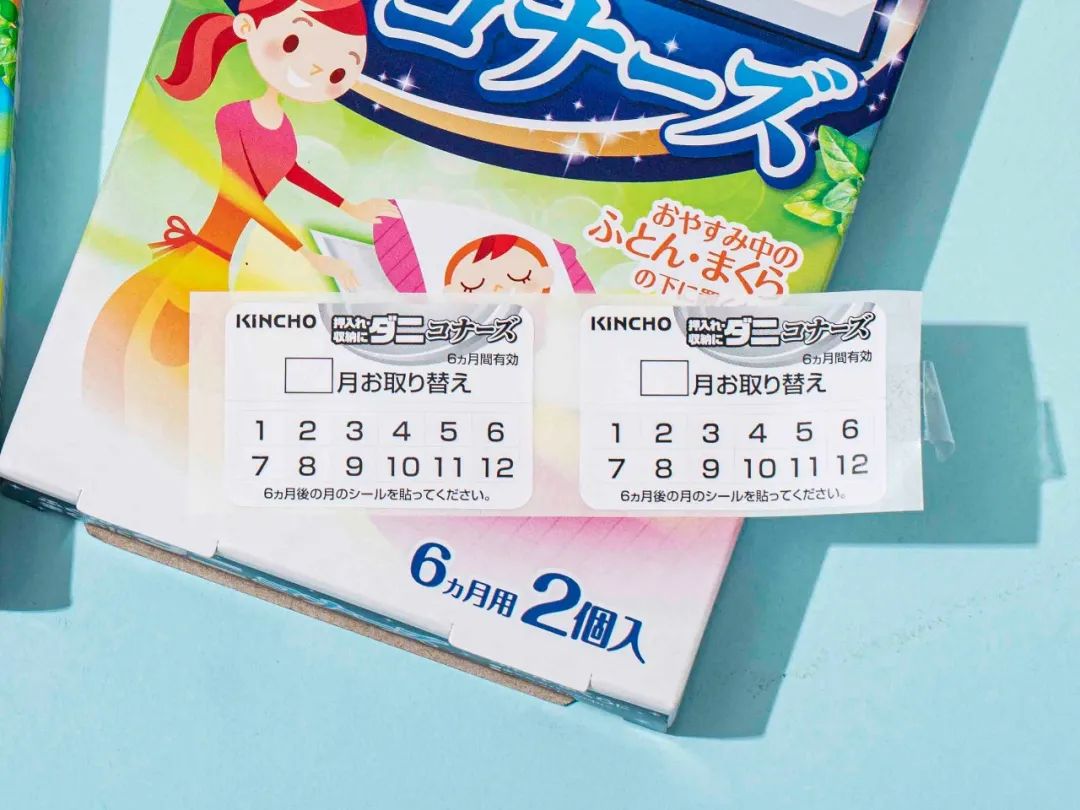 コナーズ
おやすみ中の
ふとん・まくら
の下に
KINCHO 押入れ・収納に ダニコナーズ
6ヵ月間有効
月お取り替え
1 2 3 4 5 6
7 8 9 10 11 12
6ヵ月後の月のシールを貼ってください。
KINCHO 押入れ・収納に ダニコナーズ
6ヵ月間有効
月お取り替え
1 2 3 4 5 6
7 8 9 10 11 12
6ヵ月後の月のシールを貼ってください。
6ヵ月用 2個入